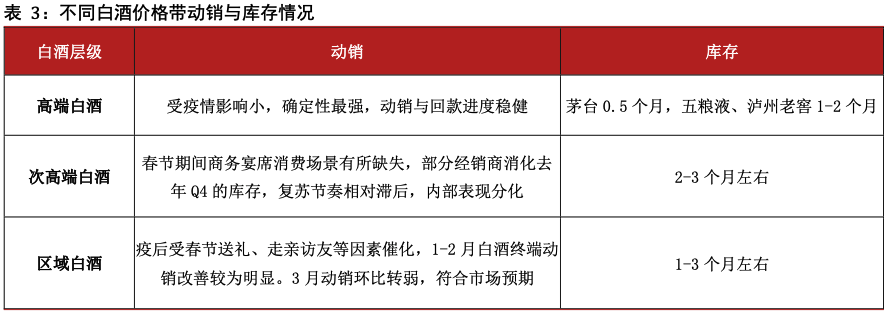 表 3：不同白酒价格带动销与库存情况
白酒层级 动销 库存
高端白酒 受疫情影响小，确定性最强，动销与回款进度稳健 茅台 0.5 个月，五粮液、泸州老窖 1-2 个月
次高端白酒 春节期间商务宴席消费场景有所缺失，部分经销商消化去
年 Q4 的库存，复苏节奏相对滞后，内部表现分化 2-3 个月左右
区域白酒 疫后受春节送礼、走亲访友等因素催化，1-2 月白酒终端动
销改善较为明显。3 月动销环比转弱，符合市场预期 1-3 个月左右